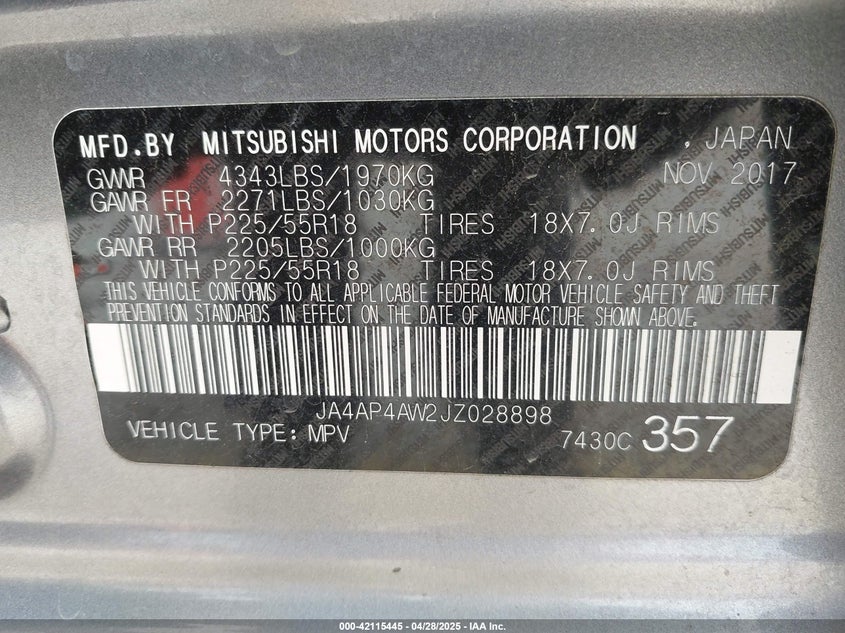 MFD.BY MITSUBISHI MOTORS CORPORATION , JAPAN
GVWR 4343LBS/1970KG NOV 2017
GAWR FR 2271LBS/1030KG
WITH P225/55R18 TIRES 18X7.0J RIMS
GAWR RR 2205LBS/1000KG
WITH P225/55R18 TIRES 18X7.0J RIMS
THIS VEHICLE CONFORMS TO ALL APPLICABLE FEDERAL MOTOR VEHICLE SAFETY AND THEFT
PREVENTION STANDARDS IN EFFECT ON THE DATE OF MANUFACTURE SHOWN ABOVE.
JA4AP4AW2JZ028898
VEHICLE TYPE: MPV 7430C 357
000-42115445 - 04/28/2025 - IAA Inc.